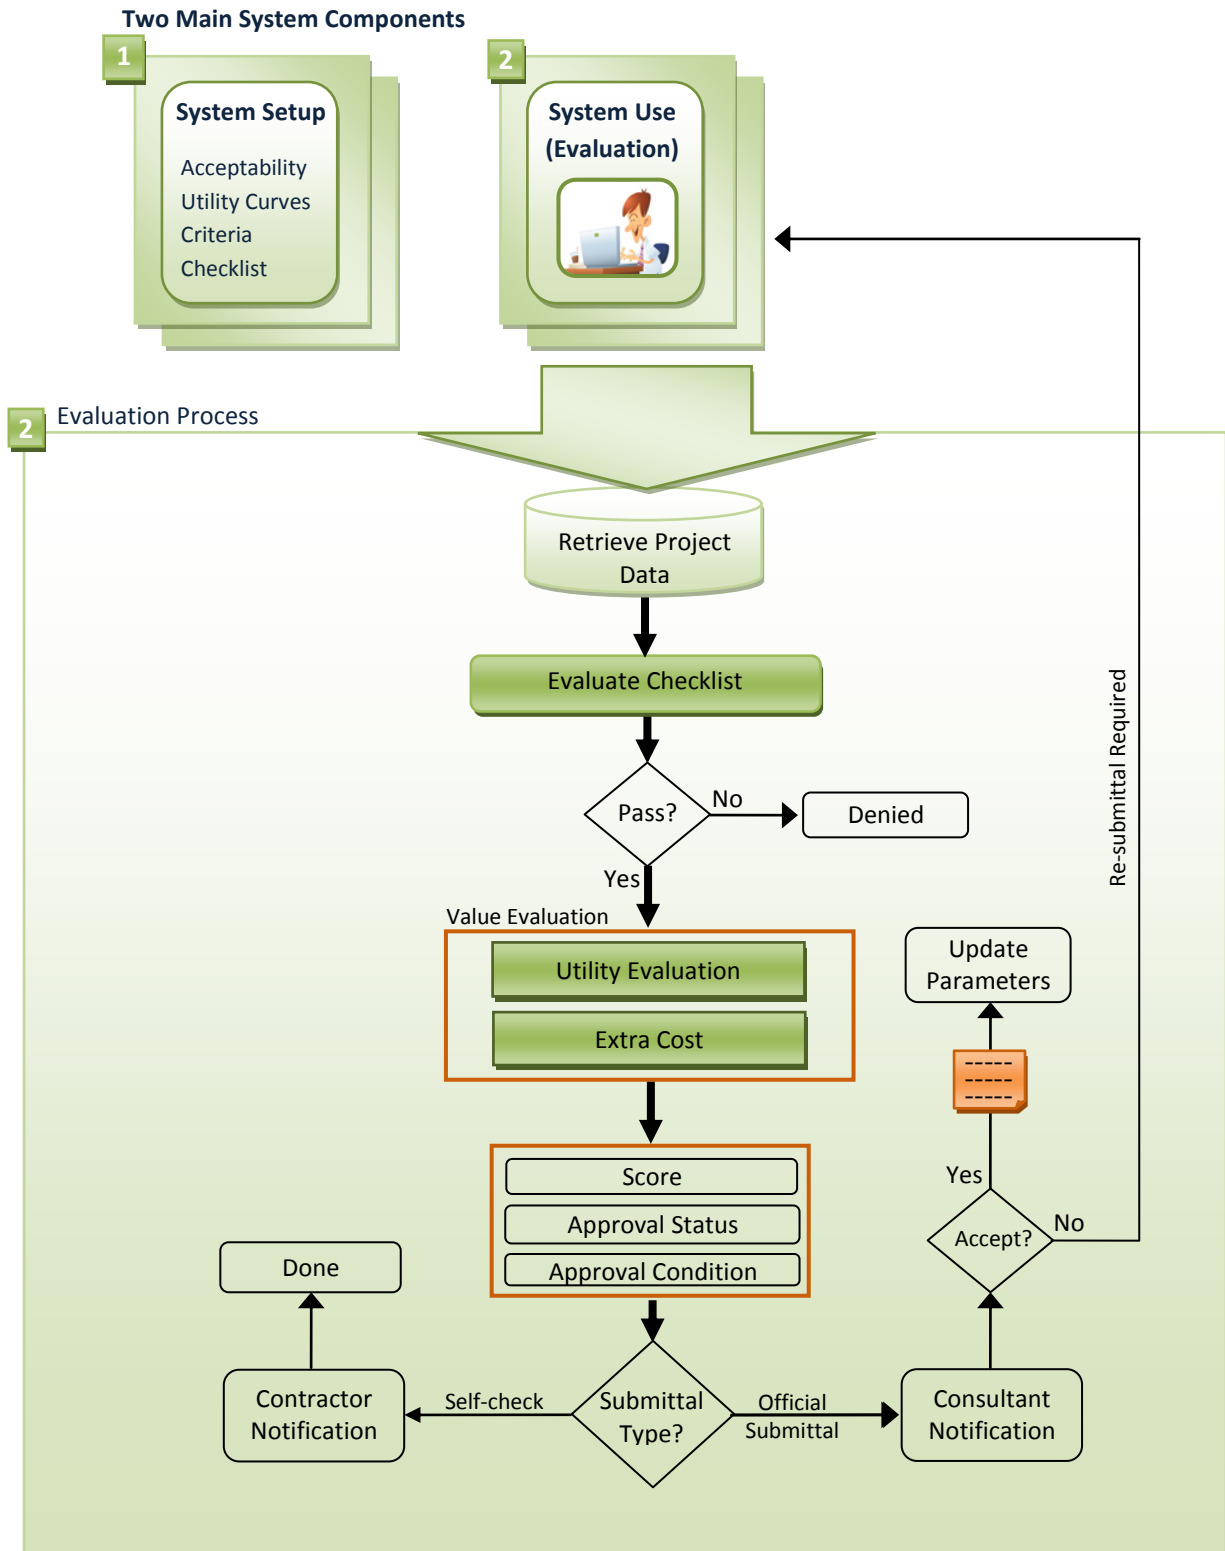 Two Main System Components
1
System Setup
Acceptability
Utility Curves
Criteria
Checklist
2
System Use
(Evaluation)
2
Evaluation Process
Retrieve Project
Data
Evaluate Checklist
Pass?
No
Denied
Yes
Value Evaluation
Utility Evaluation
Extra Cost
Score
Approval Status
Approval Condition
Submittal
Type?
Self-check
Contractor
Notification
Done
Official
Submittal
Consultant
Notification
Accept?
Yes
-----
-----
-----
Update
Parameters
No
Re-submittal Required